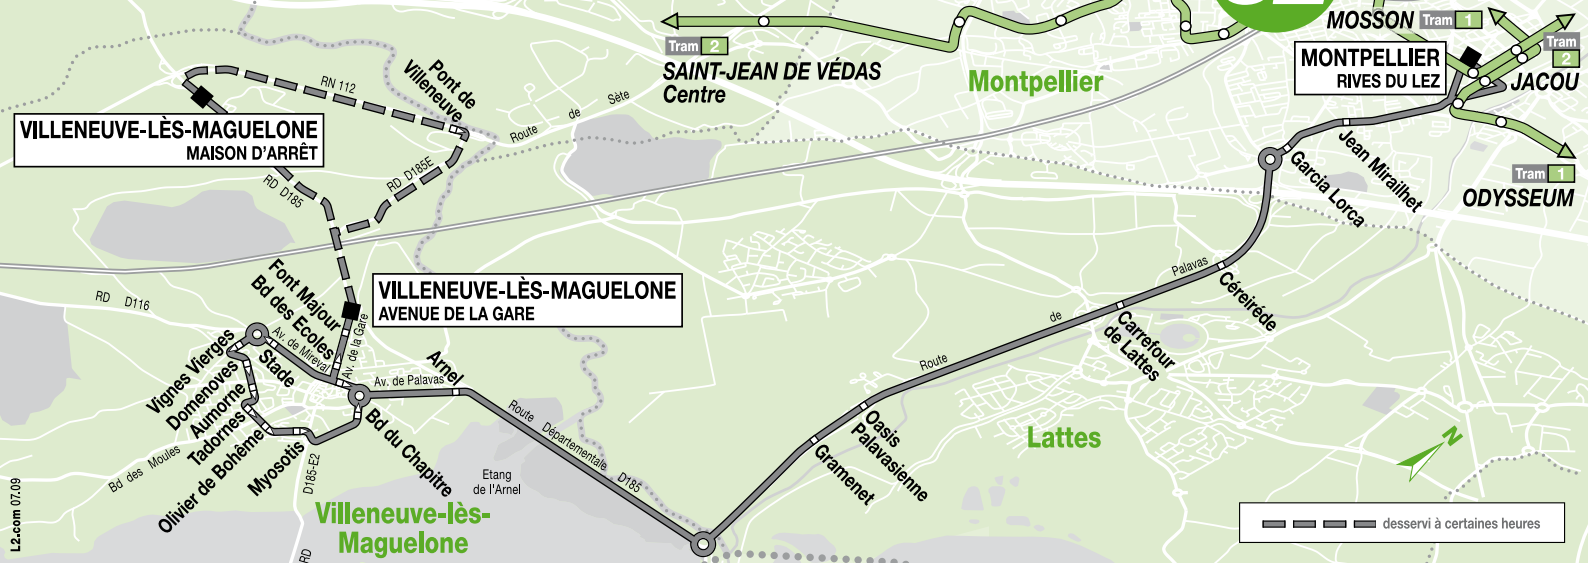 MOSSON Tram 1
Tram 2
SAINT-JEAN DE VÉDAS
Centre
Montpellier
MONTPELLIER
RIVES DU LEZ
Tram
2
JACOU
Tram 1
ODYSSEUM
Pont de
Villeneuve
RN 112
Route de Sète
VILLENEUVE-LÈS-MAGUELONE
MAISON D'ARRÊT
RD D185E
RD D185
Jean Mirailhet
Garcia Lorca
Font Majour
Bd des Ecoles
VILLENEUVE-LÈS-MAGUELONE
AVENUE DE LA GARE
RD D116
Av. de Mireval
Av. de la Gare
Route de Palavas
Céreirède
Carrefour
de Lattes
Vignes Vierges
Stade
Domenoves
Aumorne
Tadornes
Olivier de Bohême
Myosotis
Bd des Moules
D185-E2
RD
Av. de Palavas
Arnel
Bd du Chapitre
Route Départementale D185
Etang
de l'Arnel
Villeneuve-lès-
Maguelone
Oasis
Palavasienne
Gramenet
Lattes
N
desservi à certaines heures
L2.com 07.09